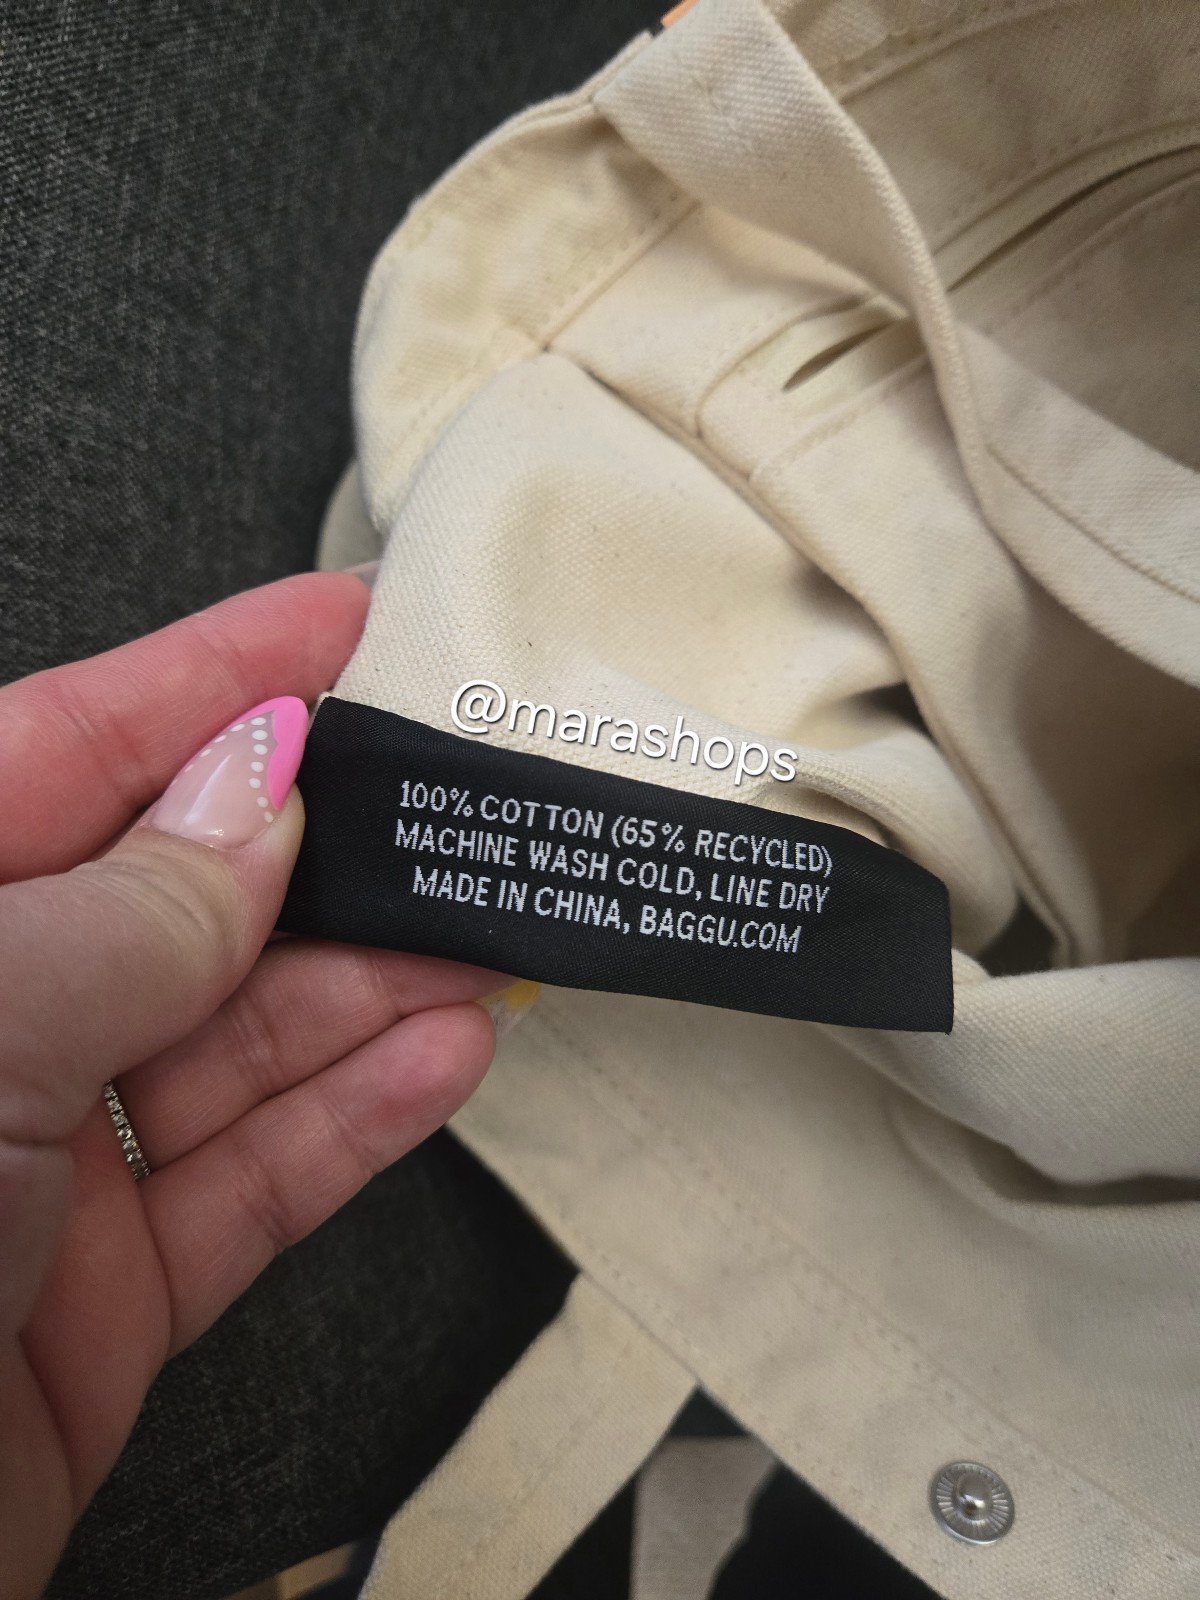 @marashops
100% COTTON (65% RECYCLED)
MACHINE WASH COLD, LINE DRY
MADE IN CHINA, BAGGU.COM